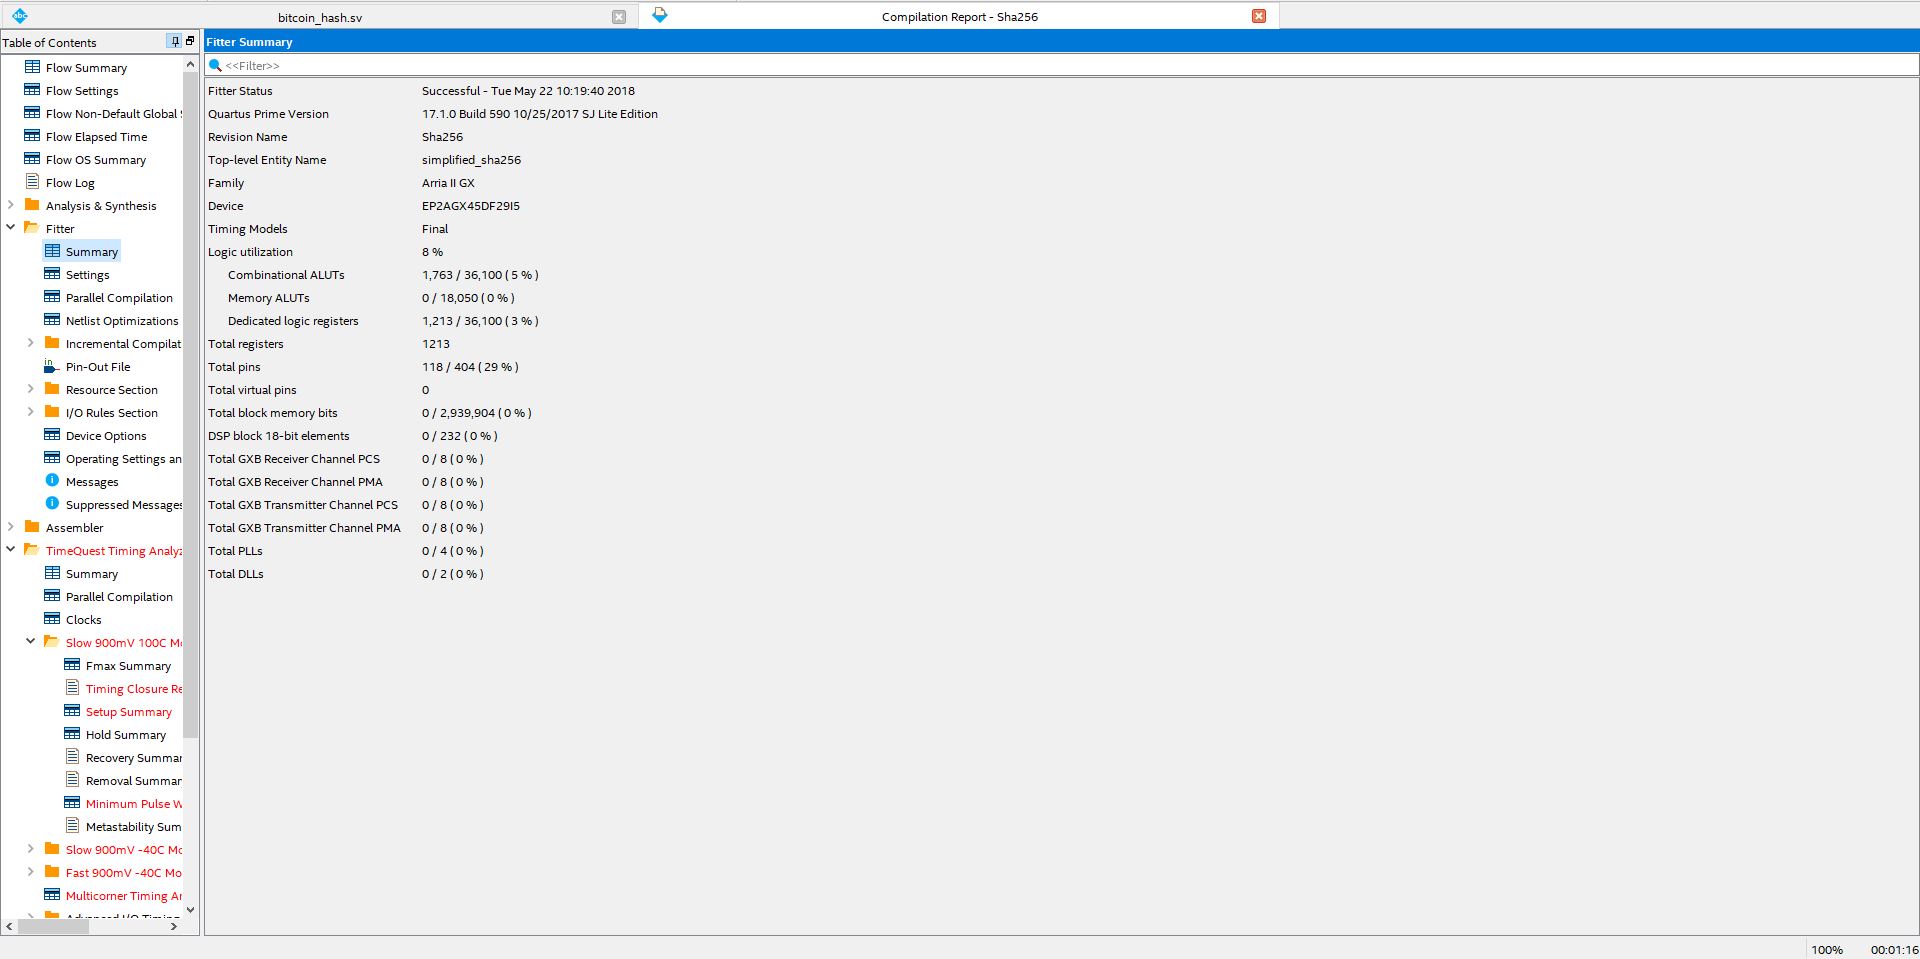 bitcoin_hash.sv
Compilation Report - Sha256
Table of Contents
Flow Summary
Flow Settings
Flow Non-Default Global
Flow Elapsed Time
Flow OS Summary
Flow Log
Analysis & Synthesis
Fitter
Summary
Settings
Parallel Compilation
Netlist Optimizations
Incremental Compilat
Pin-Out File
Resource Section
I/O Rules Section
Device Options
Operating Settings an
Messages
Suppressed Messages
Assembler
TimeQuest Timing Analyz
Summary
Parallel Compilation
Clocks
Slow 900mV 100C Mo
Fmax Summary
Timing Closure Re
Setup Summary
Hold Summary
Recovery Summar
Removal Summar
Minimum Pulse W
Metastability Sum
Slow 900mV -40C Mo
Fast 900mV -40C Mo
Multicorner Timing Ar
Advanced I/O Timing
Fitter Summary
<<Filter>>
Fitter Status Successful - Tue May 22 10:19:40 2018
Quartus Prime Version 17.1.0 Build 590 10/25/2017 SJ Lite Edition
Revision Name Sha256
Top-level Entity Name simplified_sha256
Family Arria II GX
Device EP2AGX45DF29I5
Timing Models Final
Logic utilization 8 %
Combinational ALUTs 1,763 / 36,100 ( 5 % )
Memory ALUTs 0 / 18,050 ( 0 % )
Dedicated logic registers 1,213 / 36,100 ( 3 % )
Total registers 1213
Total pins 118 / 404 ( 29 % )
Total virtual pins 0
Total block memory bits 0 / 2,939,904 ( 0 % )
DSP block 18-bit elements 0 / 232 ( 0 % )
Total GXB Receiver Channel PCS 0 / 8 ( 0 % )
Total GXB Receiver Channel PMA 0 / 8 ( 0 % )
Total GXB Transmitter Channel PCS 0 / 8 ( 0 % )
Total GXB Transmitter Channel PMA 0 / 8 ( 0 % )
Total PLLs 0 / 4 ( 0 % )
Total DLLs 0 / 2 ( 0 % )
100% 00:01:16